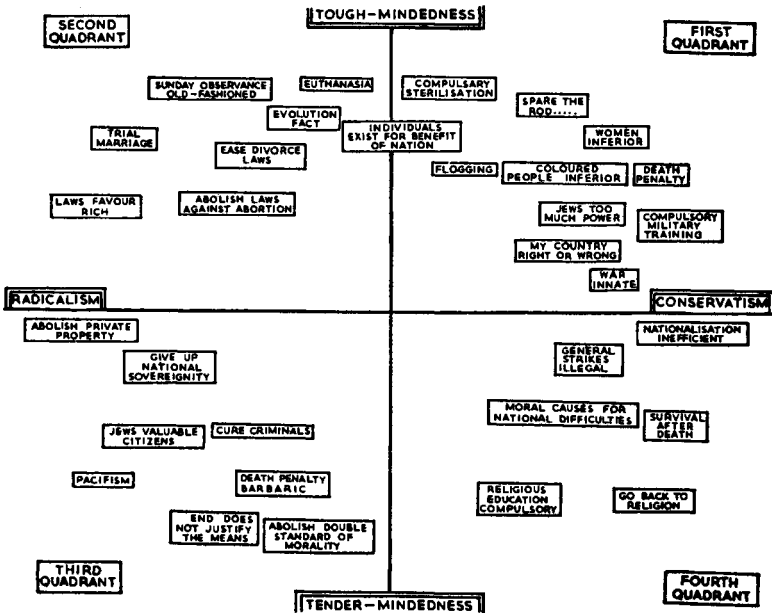 TOUGH-MINDEDNESS
SECOND
QUADRANT
FIRST
QUADRANT
SUNDAY OBSERVANCE
OLD-FASHIONED
EUTHANASIA
COMPULSARY
STERILISATION
SPARE THE
ROD.....
EVOLUTION
FACT
INDIVIDUALS
EXIST FOR BENEFIT
OF NATION
TRIAL
MARRIAGE
WOMEN
INFERIOR
EASE DIVORCE
LAWS
FLOGGING
COLOURED
PEOPLE INFERIOR
DEATH
PENALTY
LAWS FAVOUR
RICH
ABOLISH LAWS
AGAINST ABORTION
JEWS TOO
MUCH POWER
COMPULSORY
MILITARY
TRAINING
MY COUNTRY
RIGHT OR WRONG
WAR
INNATE
RADICALISM
CONSERVATISM
ABOLISH PRIVATE
PROPERTY
NATIONALISATION
INEFFICIENT
GIVE UP
NATIONAL
SOVEREIGNITY
GENERAL
STRIKES
ILLEGAL
MORAL CAUSES FOR
NATIONAL DIFFICULTIES
SURVIVAL
AFTER
DEATH
JEWS VALUABLE
CITIZENS
CURE CRIMINALS
PACIFISM
DEATH PENALTY
BARBARIC
RELIGIOUS
EDUCATION
COMPULSORY
GO BACK TO
RELIGION
END DOES
NOT JUSTIFY
THE MEANS
ABOLISH DOUBLE
STANDARD OF
MORALITY
THIRD
QUADRANT
FOURTH
QUADRANT
TENDER-MINDEDNESS